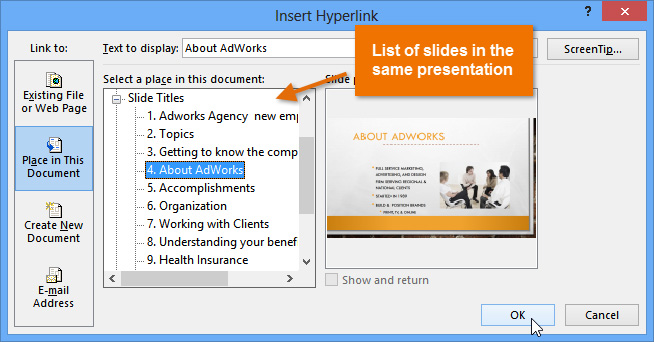 Insert Hyperlink
?
Link to:
Text to display:
About AdWorks
ScreenTip...
List of slides in the
same presentation
Select a place in this document:
Slide
Existing File
or Web Page
Place in This
Document
Create New
Document
E-mail
Address
Slide Titles
1. Adworks Agency new
2. Topics
3. Getting to know the
4. About AdWorks
5. Accomplishments
6. Organization
7. Working with Clients
8. Understanding your
9. Health Insurance
ABOUT ADWORKS
FULL SERVICE MARKETING,
ADVERTISING, AND DESIGN
FIRM SERVING REGIONAL &
NATIONAL CLIENTS
STARTED IN 1989
BUILD & POSITION BRANDS
PRINT, TV, & ONLINE
Show and return
OK
Cancel